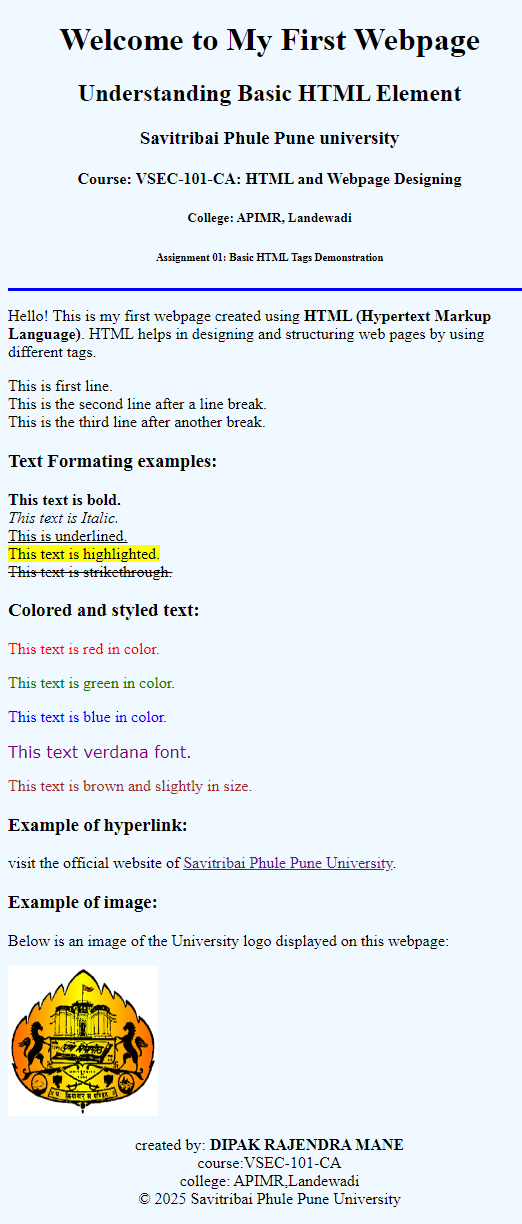 Welcome to My First Webpage
Understanding Basic HTML Element
Savitribai Phule Pune university
Course: VSEC-101-CA: HTML and Webpage Designing
College: APIMR, Landewadi
Assignment 01: Basic HTML Tags Demonstration
Hello! This is my first webpage created using HTML (Hypertext Markup
Language). HTML helps in designing and structuring web pages by using
different tags.
This is first line.
This is the second line after a line break.
This is the third line after another break.
Text Formating examples:
This text is bold.
This text is Italic.
This is underlined.
This text is highlighted.
This text is strikethrough.
Colored and styled text:
This text is red in color.
This text is green in color.
This text is blue in color.
This text verdana font.
This text is brown and slightly in size.
Example of hyperlink:
visit the official website of Savitribai Phule Pune University.
Example of image:
Below is an image of the University logo displayed on this webpage:
created by: DIPAK RAJENDRA MANE
course:VSEC-101-CA
college: APIMR,Landewadi
© 2025 Savitribai Phule Pune University